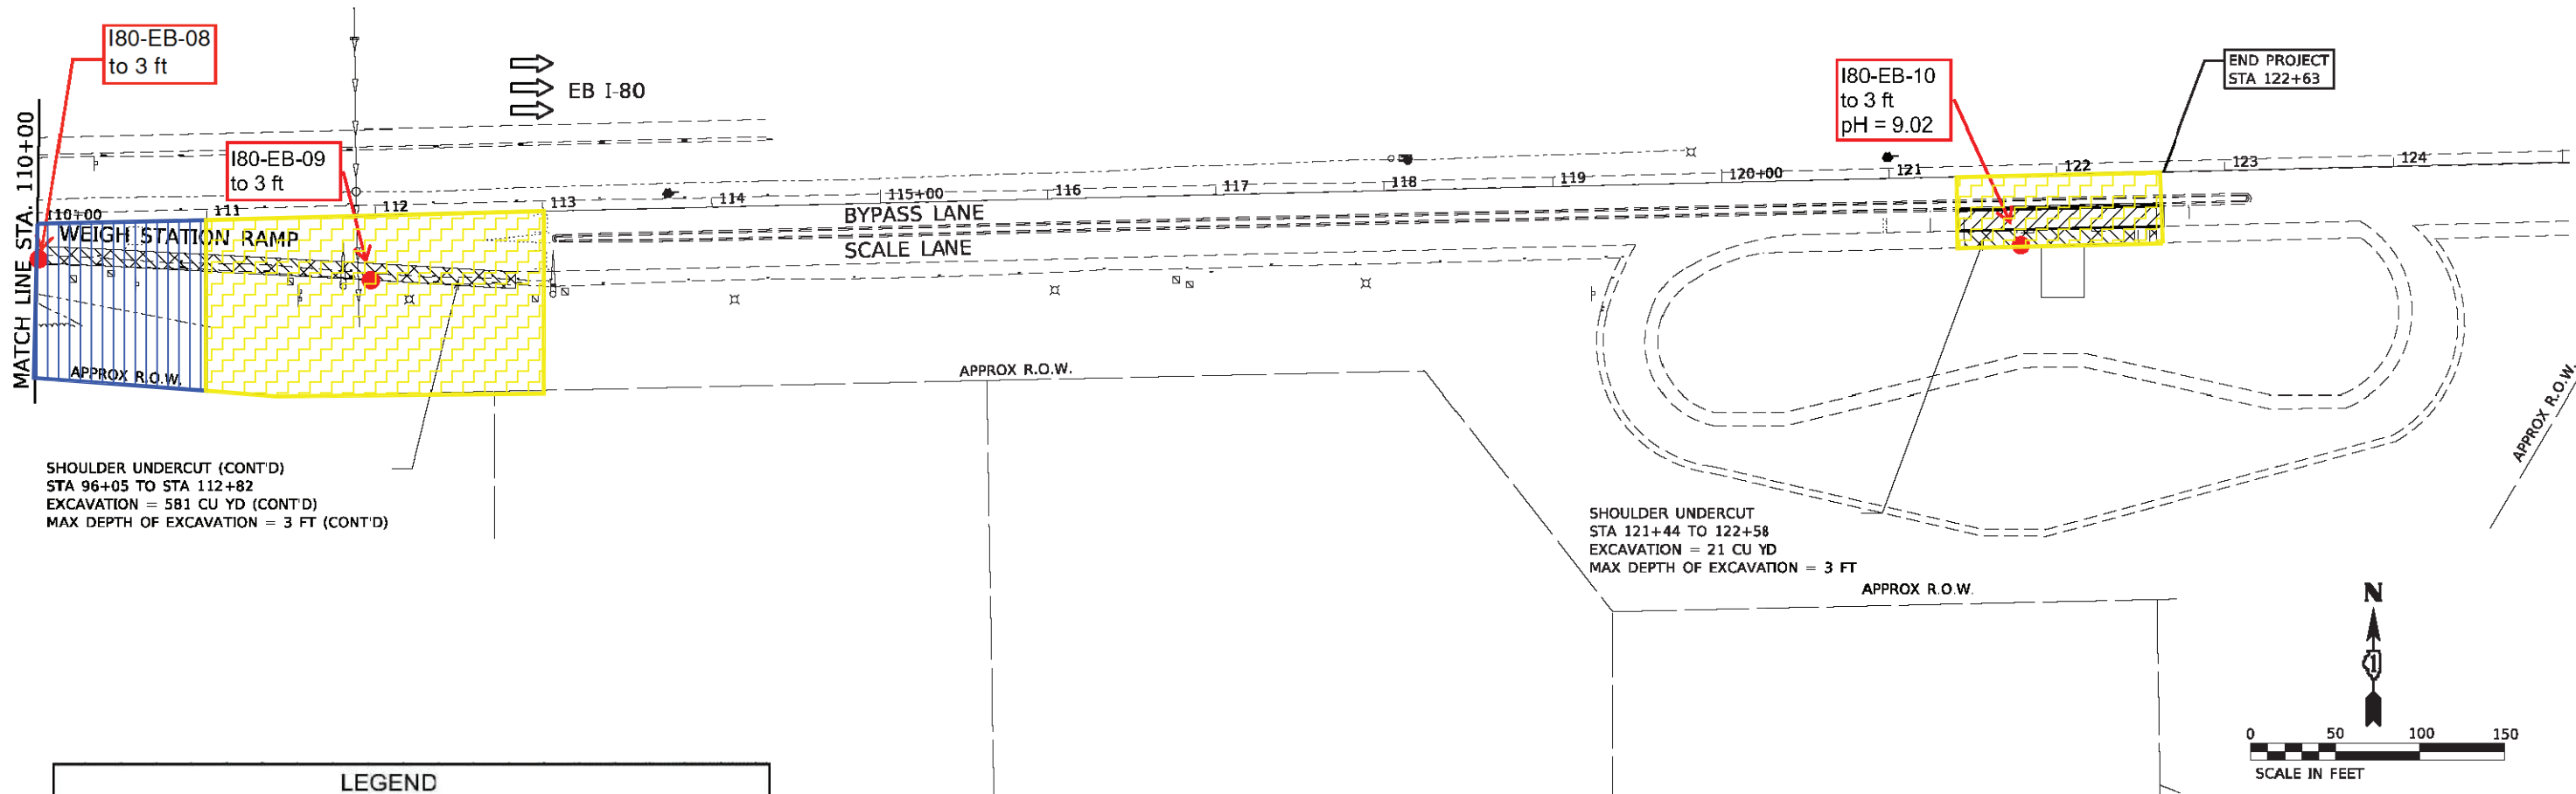 I80-EB-08
to 3 ft
EB I-80
I80-EB-09
to 3 ft
I80-EB-10
to 3 ft
pH = 9.02
END PROJECT
STA 122+63
MATCH LINE STA. 110+00
110+00
111
112
113
114
115+00
116
117
118
119
120+00
121
122
123
124
WEIGH STATION RAMP
BYPASS LANE
SCALE LANE
APPROX R.O.W.
APPROX R.O.W.
APPROX R.O.W.
SHOULDER UNDERCUT (CONT'D)
STA 96+05 TO STA 112+82
EXCAVATION = 581 CU YD (CONT'D)
MAX DEPTH OF EXCAVATION = 3 FT (CONT'D)
SHOULDER UNDERCUT
STA 121+44 TO 122+58
EXCAVATION = 21 CU YD
MAX DEPTH OF EXCAVATION = 3 FT
APPROX R.O.W.
N
0 50 100 150
SCALE IN FEET
LEGEND